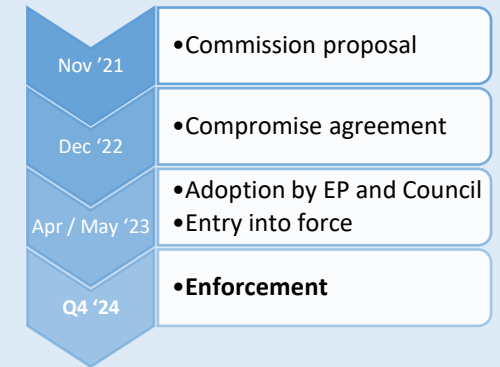 Nov ’21
•Commission proposal
Dec ‘22
•Compromise agreement
Apr / May ‘23
•Adoption by EP and Council
•Entry into force
Q4 ‘24
•Enforcement